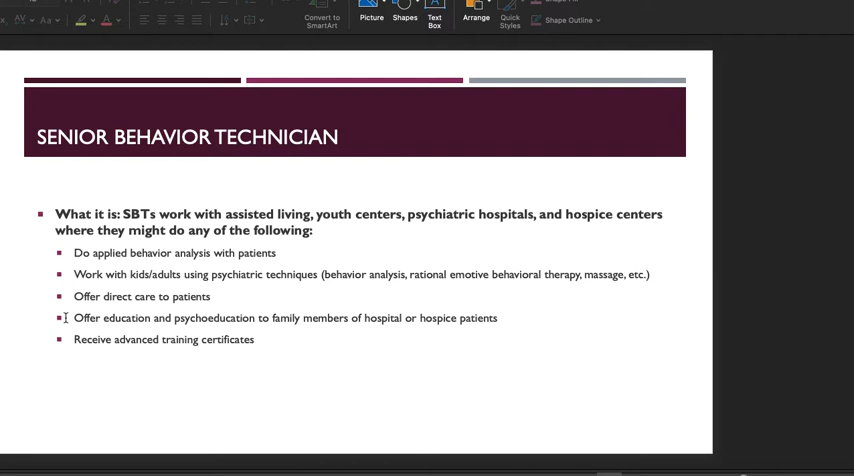 Aa
A
Convert to
SmartArt
Picture
Shapes
Text
Box
Arrange
Quick
Styles
Shape Outline
SENIOR BEHAVIOR TECHNICIAN
What it is: SBTs work with assisted living, youth centers, psychiatric hospitals, and hospice centers
where they might do any of the following:
Do applied behavior analysis with patients
Work with kids/adults using psychiatric techniques (behavior analysis, rational emotive behavioral therapy, massage, etc.)
Offer direct care to patients
Offer education and psychoeducation to family members of hospital or hospice patients
Receive advanced training certificates